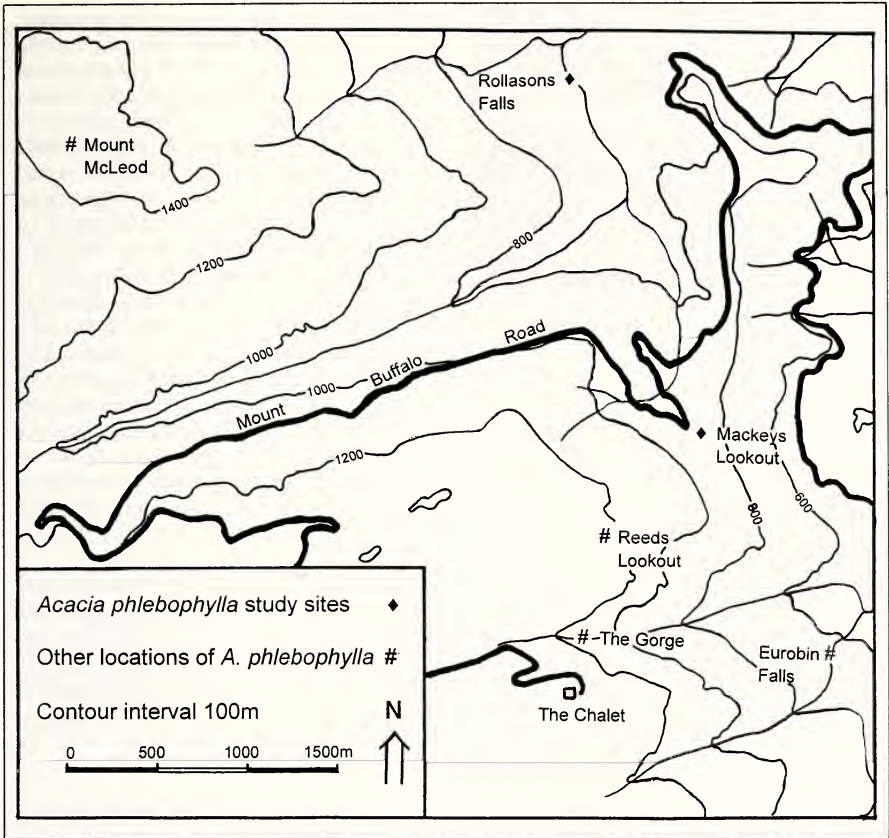 Rollasons
Falls
# Mount
McLeod
1400
1200
800
1000
Road
Buffalo
1000
Mount
1200
Mackeys
Lookout
800
600
# Reeds
Lookout
# The Gorge
Eurobin #
Falls
The Chalet
Acacia phlebophylla study sites ♦
Other locations of A. phlebophylla #
Contour interval 100m
N
0 500 1000 1500m